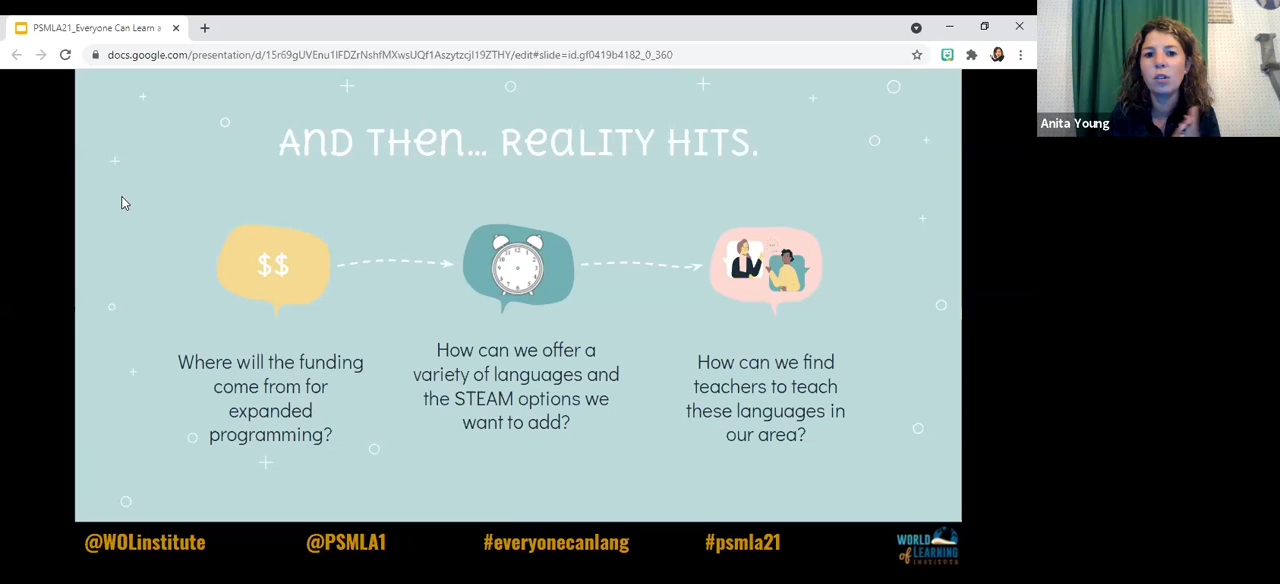 PSMLA21_Everyone Can Learn a
docs.google.com/presentation/d/15r69gUVEnu1lFDZrNshfMXwsUQf1Aszytzcjl19ZTHY/edit#slide=id.gf0419b4182_0_360
Anita Young
AND THEN... REALITY HITS.
$$
Where will the funding
come from for
expanded
programming?
How can we offer a
variety of languages and
the STEAM options we
want to add?
How can we find
teachers to teach
these languages in
our area?
@WOLinstitute
@PSMLA1
#everyonecanlang
#psmla21
WORLD
of LEARNING
INSTITUTE